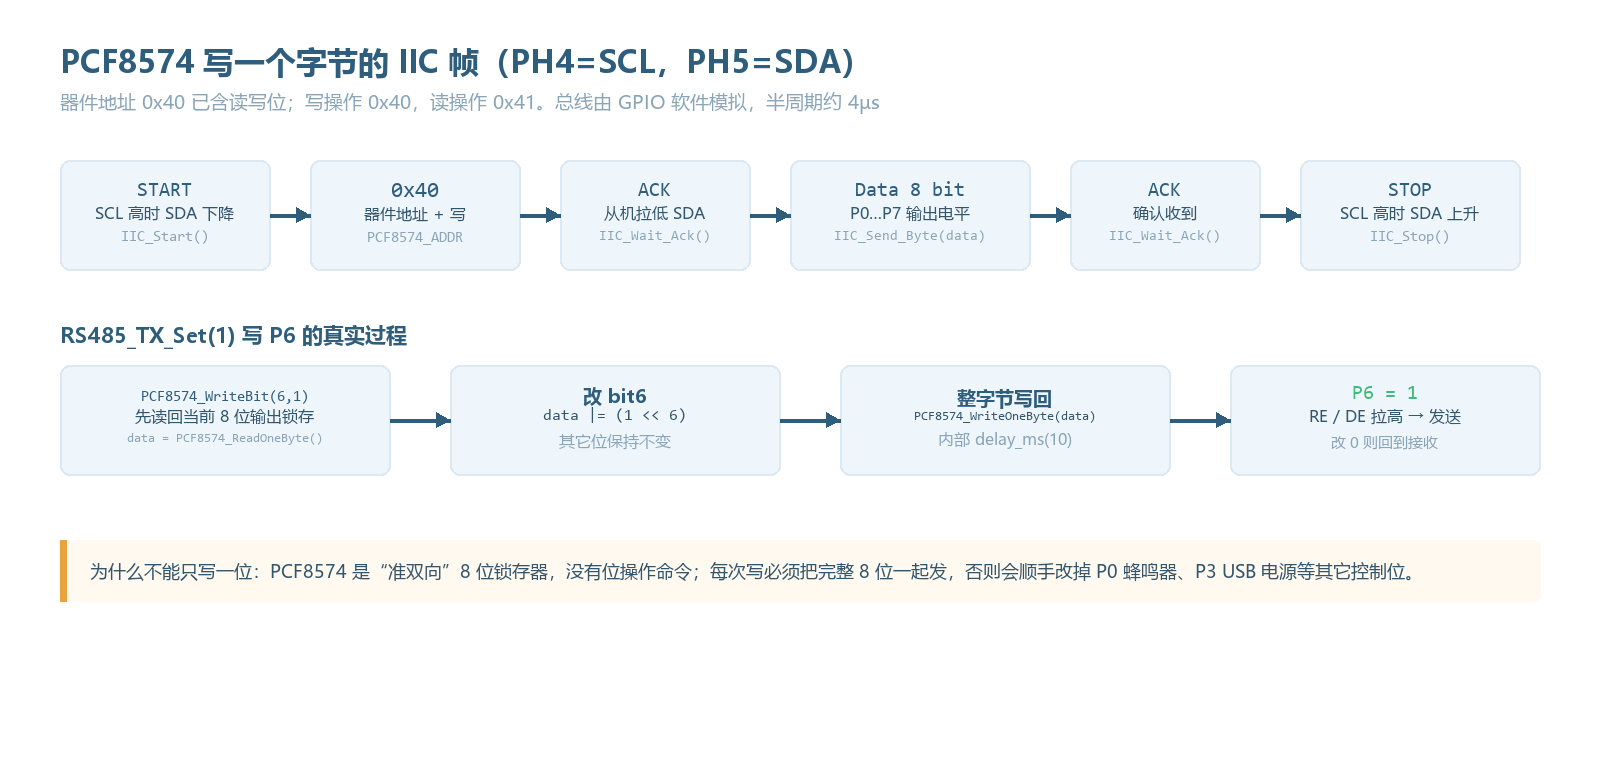 PCF8574 写一个字节的 IIC 帧（PH4=SCL，PH5=SDA）
器件地址 0x40 已含读写位；写操作 0x40，读操作 0x41。总线由 GPIO 软件模拟，半周期约 4μs
START
SCL 高时 SDA 下降
IIC_Start()
0x40
器件地址 + 写
PCF8574_ADDR
ACK
从机拉低 SDA
IIC_Wait_Ack()
Data 8 bit
P0…P7 输出电平
IIC_Send_Byte(data)
ACK
确认收到
IIC_Wait_Ack()
STOP
SCL 高时 SDA 上升
IIC_Stop()
RS485_TX_Set(1) 写 P6 的真实过程
PCF8574_WriteBit(6,1)
先读回当前 8 位输出锁存
data = PCF8574_ReadOneByte()
改 bit6
data |= (1 << 6)
其它位保持不变
整字节写回
PCF8574_WriteOneByte(data)
内部 delay_ms(10)
P6 = 1
RE / DE 拉高 → 发送
改 0 则回到接收
为什么不能只写一位：PCF8574 是“准双向”8 位锁存器，没有位操作命令；每次写必须把完整 8 位一起发，否则会顺手改掉 P0 蜂鸣器、P3 USB 电源等其它控制位。